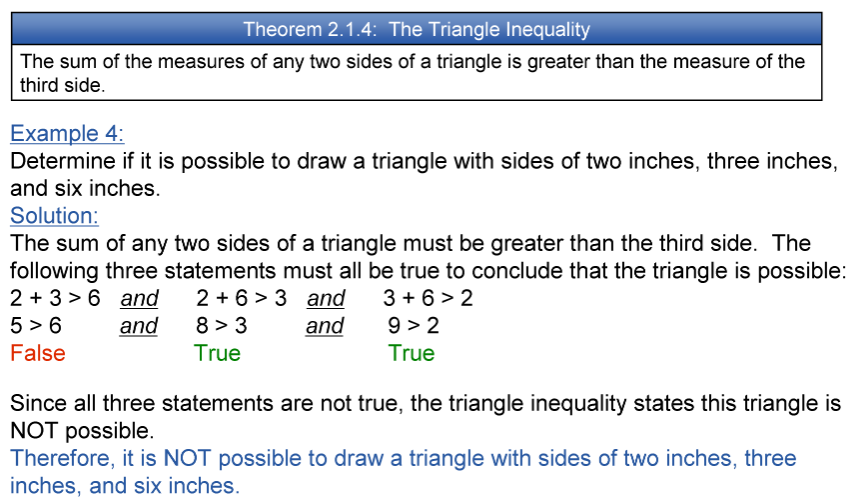 Theorem 2.1.4: The Triangle Inequality
The sum of the measures of any two sides of a triangle is greater than the measure of the
third side.
Example 4:
Determine if it is possible to draw a triangle with sides of two inches, three inches,
and six inches.
Solution:
The sum of any two sides of a triangle must be greater than the third side. The
following three statements must all be true to conclude that the triangle is possible:
2 + 3 > 6 and 2 + 6 > 3 and 3 + 6 > 2
5 > 6 and 8 > 3 and 9 > 2
False True True
Since all three statements are not true, the triangle inequality states this triangle is
NOT possible.
Therefore, it is NOT possible to draw a triangle with sides of two inches, three
inches, and six inches.